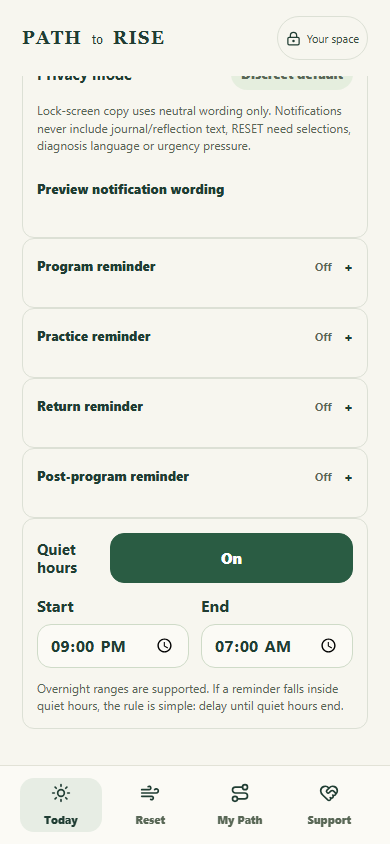 PATH to RISE
Your space
Privacy mode
Discreet default
Lock-screen copy uses neutral wording only. Notifications
never include journal/reflection text, RESET need selections,
diagnosis language or urgency pressure.
Preview notification wording
Program reminder Off +
Practice reminder Off +
Return reminder Off +
Post-program reminder Off +
Quiet
hours
On
Start End
09:00 PM 07:00 AM
Overnight ranges are supported. If a reminder falls inside
quiet hours, the rule is simple: delay until quiet hours end.
Today Reset My Path Support